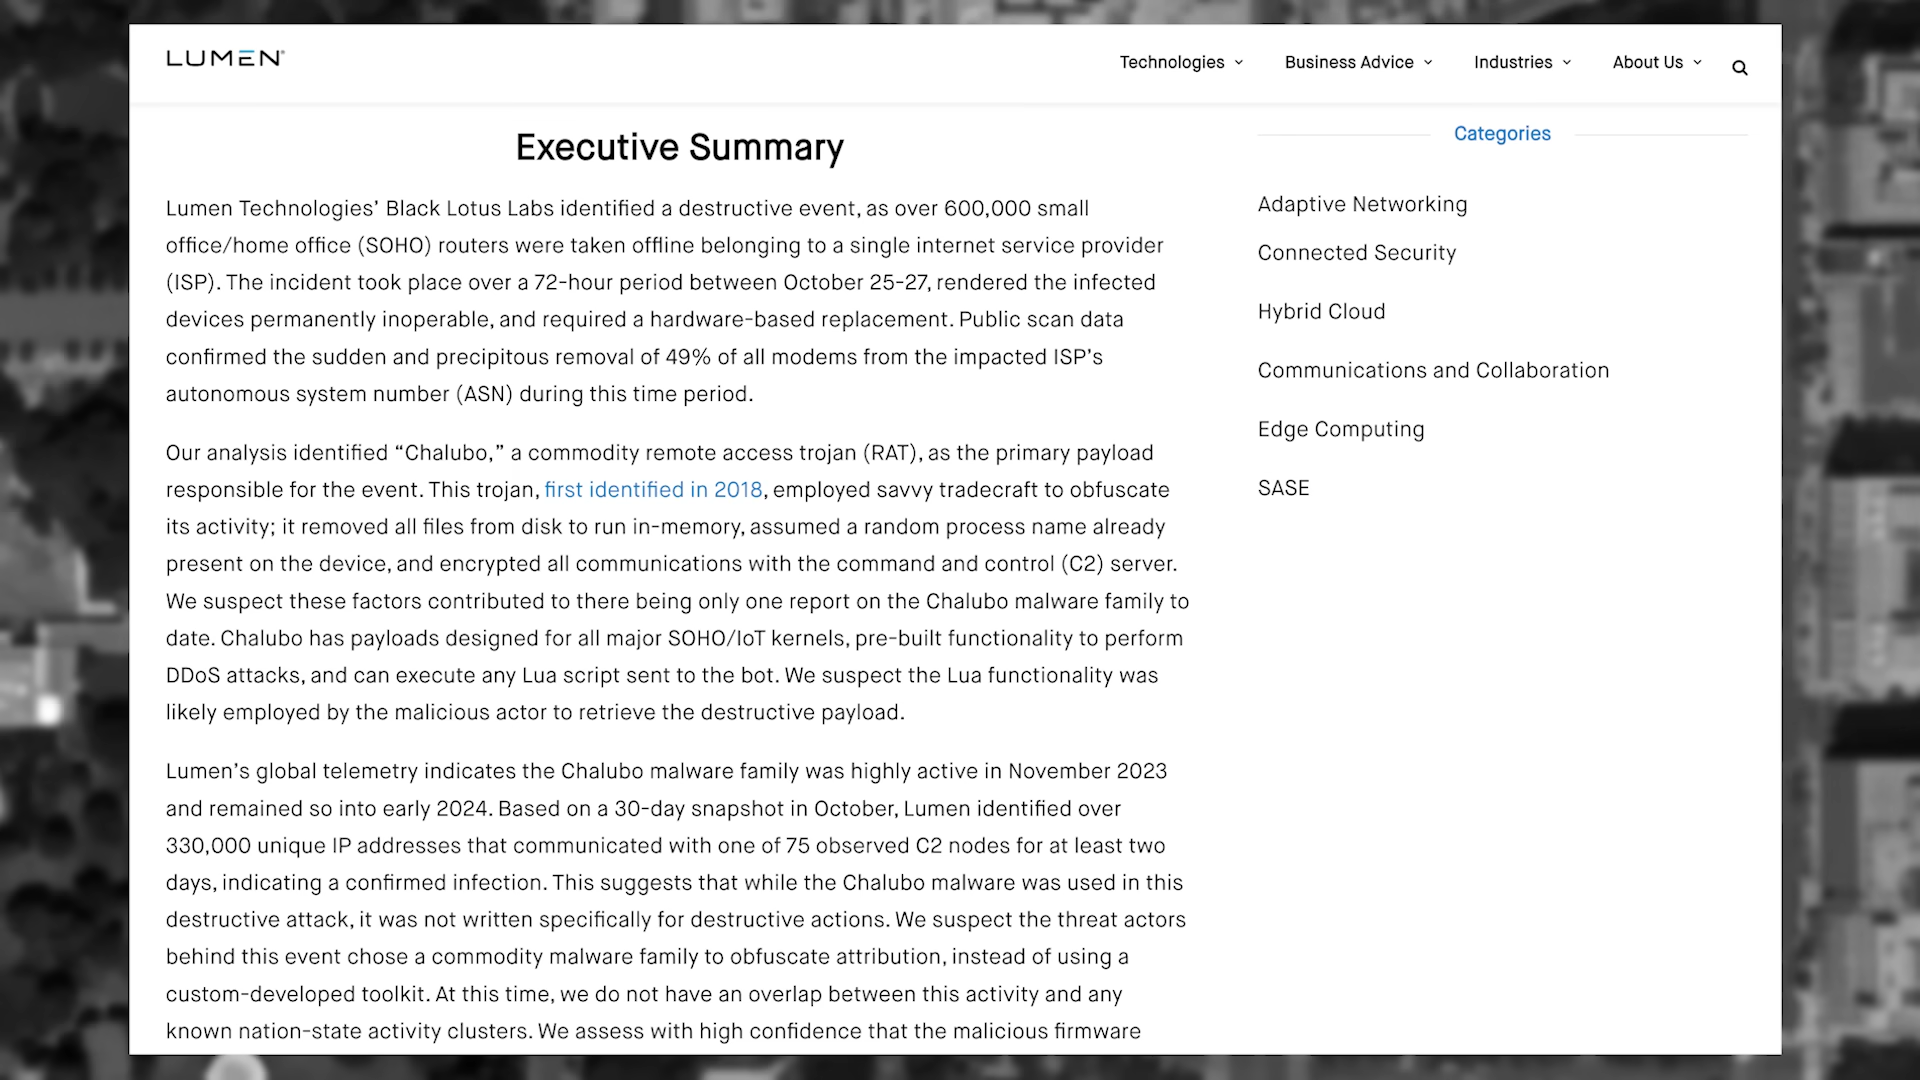 LUMEN®
Technologies
Business Advice
Industries
About Us
Executive Summary
Lumen Technologies’ Black Lotus Labs identified a destructive event, as over 600,000 small
office/home office (SOHO) routers were taken offline belonging to a single internet service provider
(ISP). The incident took place over a 72-hour period between October 25-27, rendered the infected
devices permanently inoperable, and required a hardware-based replacement. Public scan data
confirmed the sudden and precipitous removal of 49% of all modems from the impacted ISP’s
autonomous system number (ASN) during this time period.
Our analysis identified “Chalubo,” a commodity remote access trojan (RAT), as the primary payload
responsible for the event. This trojan, first identified in 2018, employed savvy tradecraft to obfuscate
its activity; it removed all files from disk to run in-memory, assumed a random process name already
present on the device, and encrypted all communications with the command and control (C2) server.
We suspect these factors contributed to there being only one report on the Chalubo malware family to
date. Chalubo has payloads designed for all major SOHO/IoT kernels, pre-built functionality to perform
DDoS attacks, and can execute any Lua script sent to the bot. We suspect the Lua functionality was
likely employed by the malicious actor to retrieve the destructive payload.
Lumen’s global telemetry indicates the Chalubo malware family was highly active in November 2023
and remained so into early 2024. Based on a 30-day snapshot in October, Lumen identified over
330,000 unique IP addresses that communicated with one of 75 observed C2 nodes for at least two
days, indicating a confirmed infection. This suggests that while the Chalubo malware was used in this
destructive attack, it was not written specifically for destructive actions. We suspect the threat actors
behind this event chose a commodity malware family to obfuscate attribution, instead of using a
custom-developed toolkit. At this time, we do not have an overlap between this activity and any
known nation-state activity clusters. We assess with high confidence that the malicious firmware
Categories
Adaptive Networking
Connected Security
Hybrid Cloud
Communications and Collaboration
Edge Computing
SASE